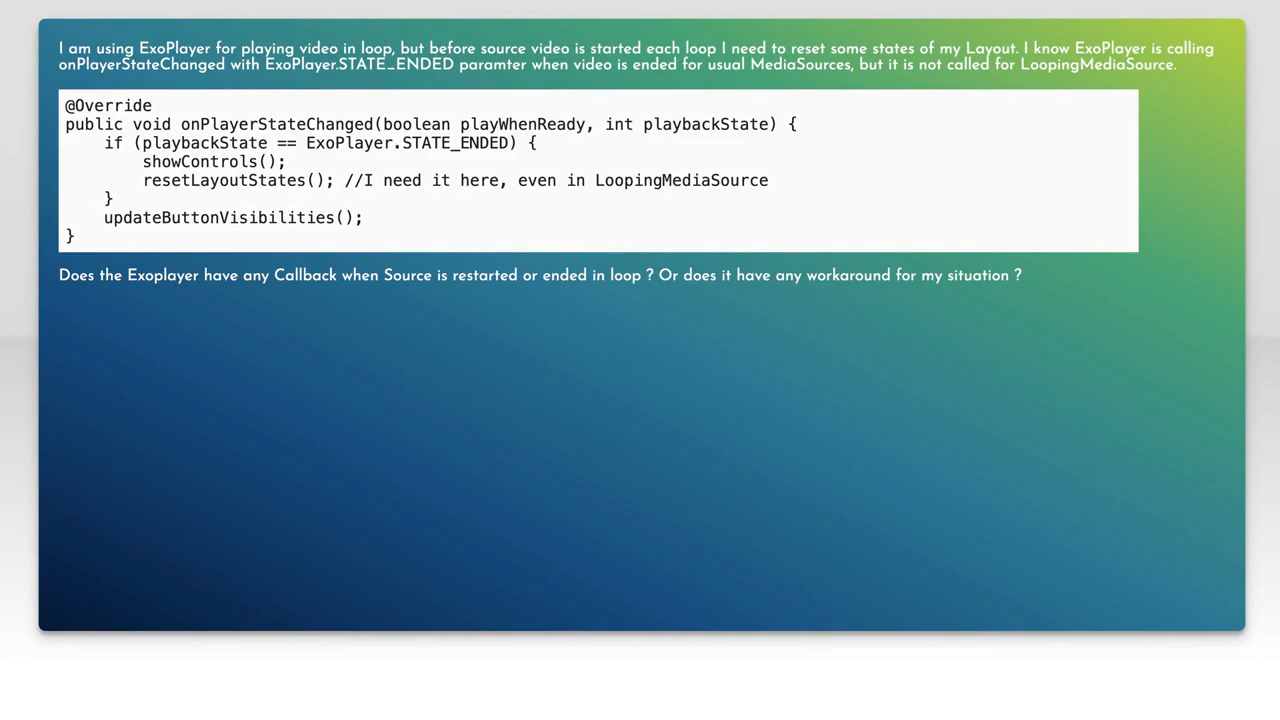 I am using ExoPlayer for playing video in loop, but before source video is started each loop I need to reset some states of my Layout. I know ExoPlayer is calling
onPlayerStateChanged with ExoPlayer.STATE_ENDED paramter when video is ended for usual MediaSources, but it is not called for LoopingMediaSource.
@Override
public void onPlayerStateChanged(boolean playWhenReady, int playbackState) {
    if (playbackState == ExoPlayer.STATE_ENDED) {
        showControls();
        resetLayoutStates(); //I need it here, even in LoopingMediaSource
    }
    updateButtonVisibilities();
}
Does the Exoplayer have any Callback when Source is restarted or ended in loop ? Or does it have any workaround for my situation ?